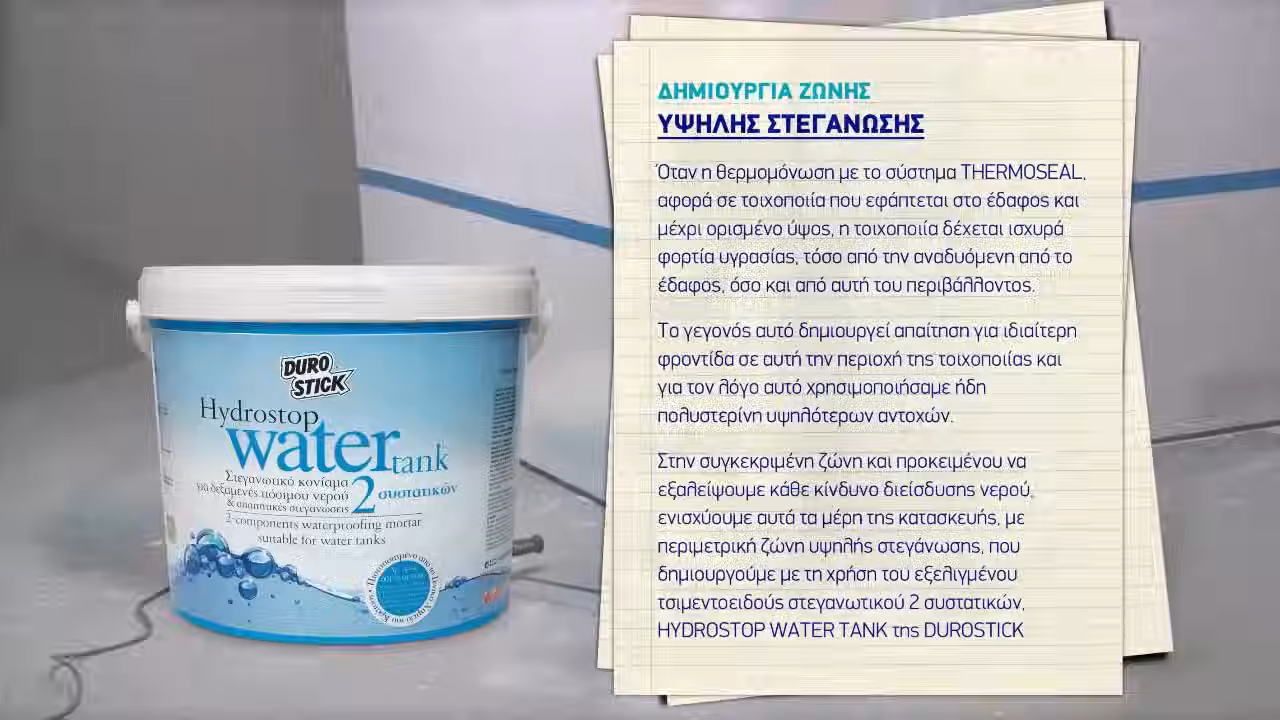 ΔΗΜΙΟΥΡΓΙΑ ΖΩΝΗΣ
ΥΨΗΛΗΣ ΣΤΕΓΑΝΩΣΗΣ
Όταν η θερμομόνωση με το σύστημα THERMOSEAL,
αφορά σε τοιχοποιία που εφάπτεται στο έδαφος και
μέχρι ορισμένο ύψος, η τοιχοποιία δέχεται ισχυρά
φορτία υγρασίας, τόσο από την αναδυόμενη από το
έδαφος, όσο και από αυτή του περιβάλλοντος.
Το γεγονός αυτό δημιουργεί απαίτηση για ιδιαίτερη
φροντίδα σε αυτή την περιοχή της τοιχοποιίας και
για τον λόγο αυτό χρησιμοποιήσαμε ήδη
πολυστερίνη υψηλότερων αντοχών.
Στην συγκεκριμένη ζώνη και προκειμένου να
εξαλείψουμε κάθε κίνδυνο διείσδυσης νερού,
ενισχύουμε αυτά τα μέρη της κατασκευής, με
περιμετρική ζώνη υψηλής στεγάνωσης, που
δημιουργούμε με τη χρήση του εξελιγμένου
τσιμεντοειδούς στεγανωτικού 2 συστατικών,
HYDROSTOP WATER TANK της DUROSTICK
DURO
STICK
Hydrostop
water tank
Στεγανωτικό κονίαμα
για δεξαμενές πόσιμου νερού
& απαιτητικές στεγανώσεις
2 συστατικών
2 components waterproofing mortar
suitable for water tanks